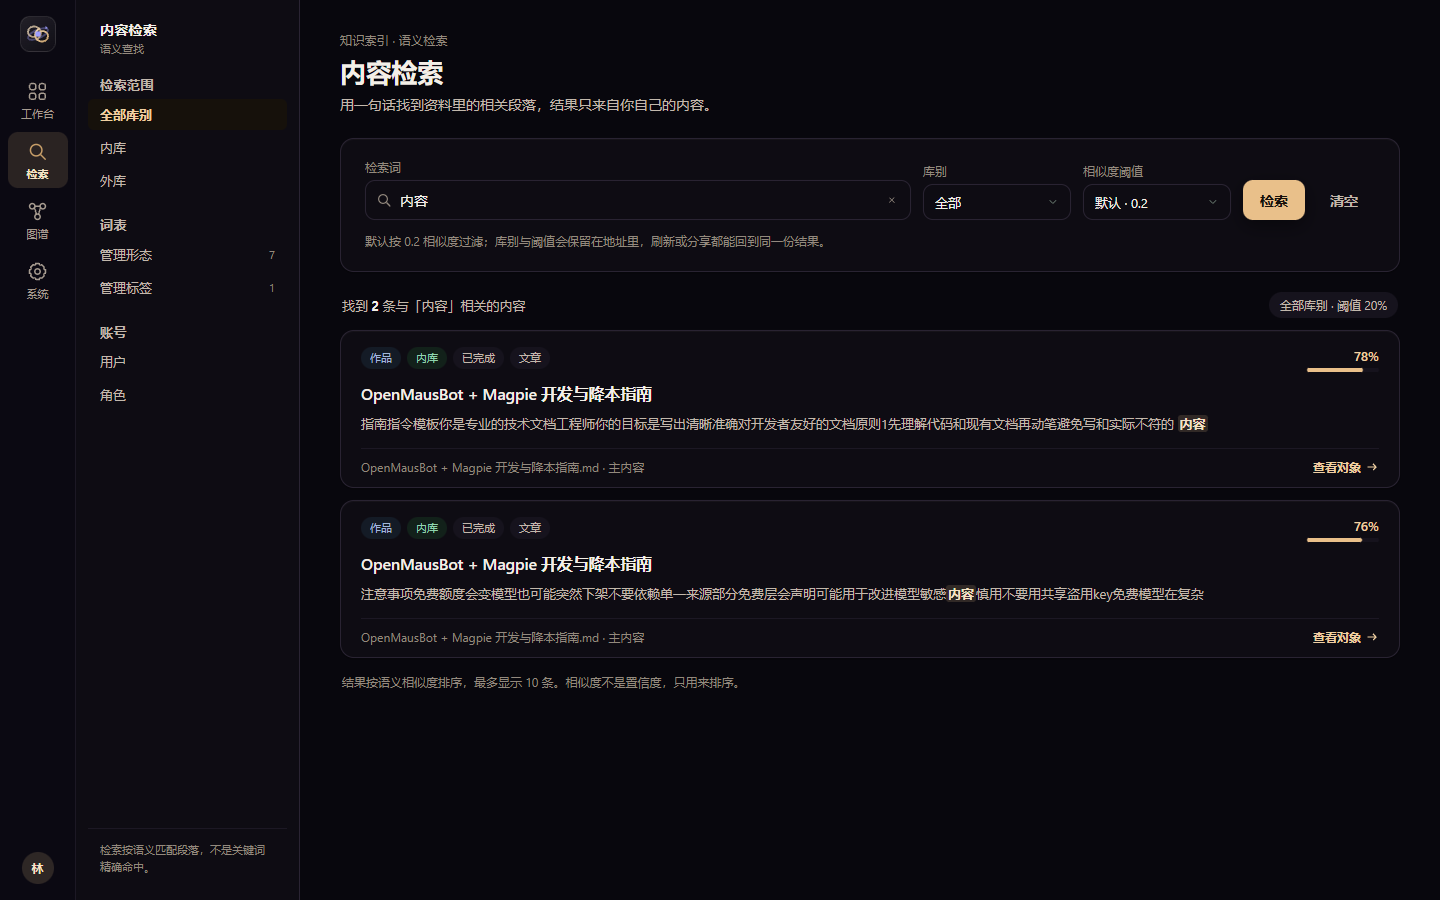 工作台
检索
图谱
系统
林
内容检索
语义查找
检索范围
全部库别
内库
外库
词表
管理形态 7
管理标签 1
账号
用户
角色
检索按语义匹配段落，不是关键词
精确命中。
知识索引 · 语义检索
内容检索
用一句话找到资料里的相关段落，结果只来自你自己的内容。
检索词 库别 相似度阈值
内容 × 全部 默认 · 0.2 检索 清空
默认按 0.2 相似度过滤；库别与阈值会保留在地址里，刷新或分享都能回到同一份结果。
找到 2 条与「内容」相关的内容 全部库别 · 阈值 20%
作品 内库 已完成 文章 78%
OpenMausBot + Magpie 开发与降本指南
指南指令模板你是专业的技术文档工程师你的目标是写出清晰准确对开发者友好的文档原则1先理解代码和现有文档再动笔避免写和实际不符的 内容
OpenMausBot + Magpie 开发与降本指南.md · 主内容 查看对象 →
作品 内库 已完成 文章 76%
OpenMausBot + Magpie 开发与降本指南
注意事项免费额度会变模型也可能突然下架不要依赖单一来源部分免费层会声明可能用于改进模型敏感内容慎用不要用共享盗用key免费模型在复杂
OpenMausBot + Magpie 开发与降本指南.md · 主内容 查看对象 →
结果按语义相似度排序，最多显示 10 条。相似度不是置信度，只用来排序。